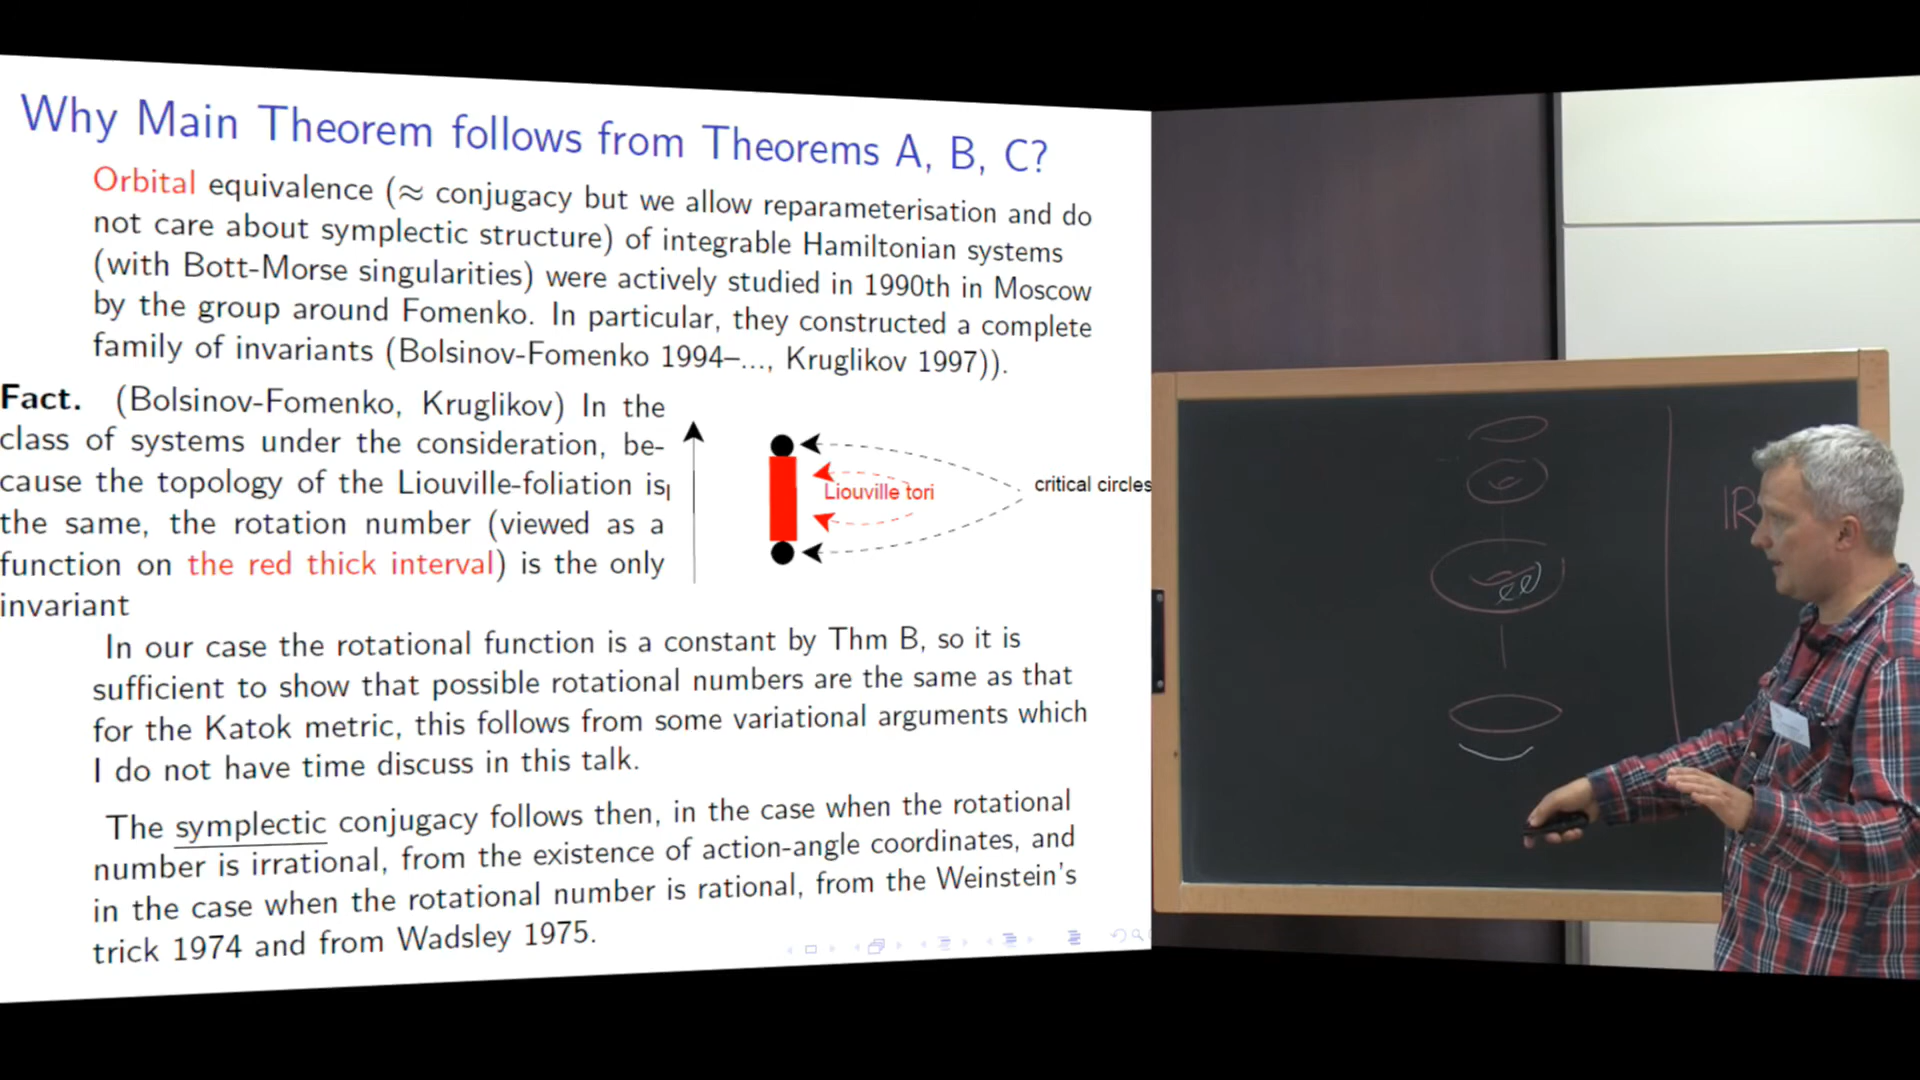 Why Main Theorem follows from Theorems A, B, C?
Orbital equivalence (≈ conjugacy but we allow reparameterisation and do
not care about symplectic structure) of integrable Hamiltonian systems
(with Bott-Morse singularities) were actively studied in 1990th in Moscow
by the group around Fomenko. In particular, they constructed a complete
family of invariants (Bolsinov-Fomenko 1994–..., Kruglikov 1997)).
Fact. (Bolsinov-Fomenko, Kruglikov) In the
class of systems under the consideration, be-
cause the topology of the Liouville-foliation is
the same, the rotation number (viewed as a
function on the red thick interval) is the only
invariant
Liouville tori
critical circles
In our case the rotational function is a constant by Thm B, so it is
sufficient to show that possible rotational numbers are the same as that
for the Katok metric, this follows from some variational arguments which
I do not have time discuss in this talk.
The symplectic conjugacy follows then, in the case when the rotational
number is irrational, from the existence of action-angle coordinates, and
in the case when the rotational number is rational, from the Weinstein's
trick 1974 and from Wadsley 1975.
IR